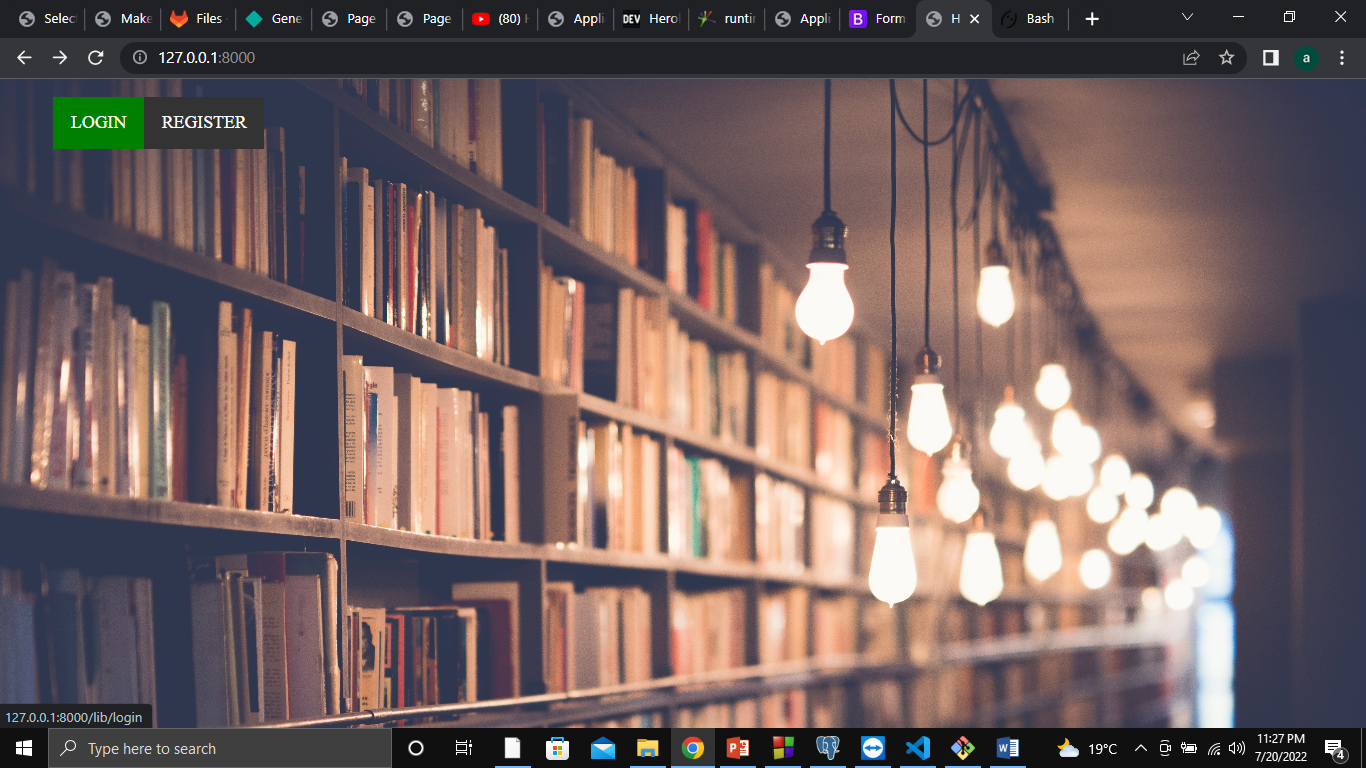 Selec
Make
Files
Gene
Page
Page
(80)
Appli
DEV
Hero
runtin
Appli
B
Form
H
Bash
127.0.0.1:8000
a
LOGIN
REGISTER
127.0.0.1:8000/lib/login
Type here to search
19°C
11:27 PM
7/20/2022
4